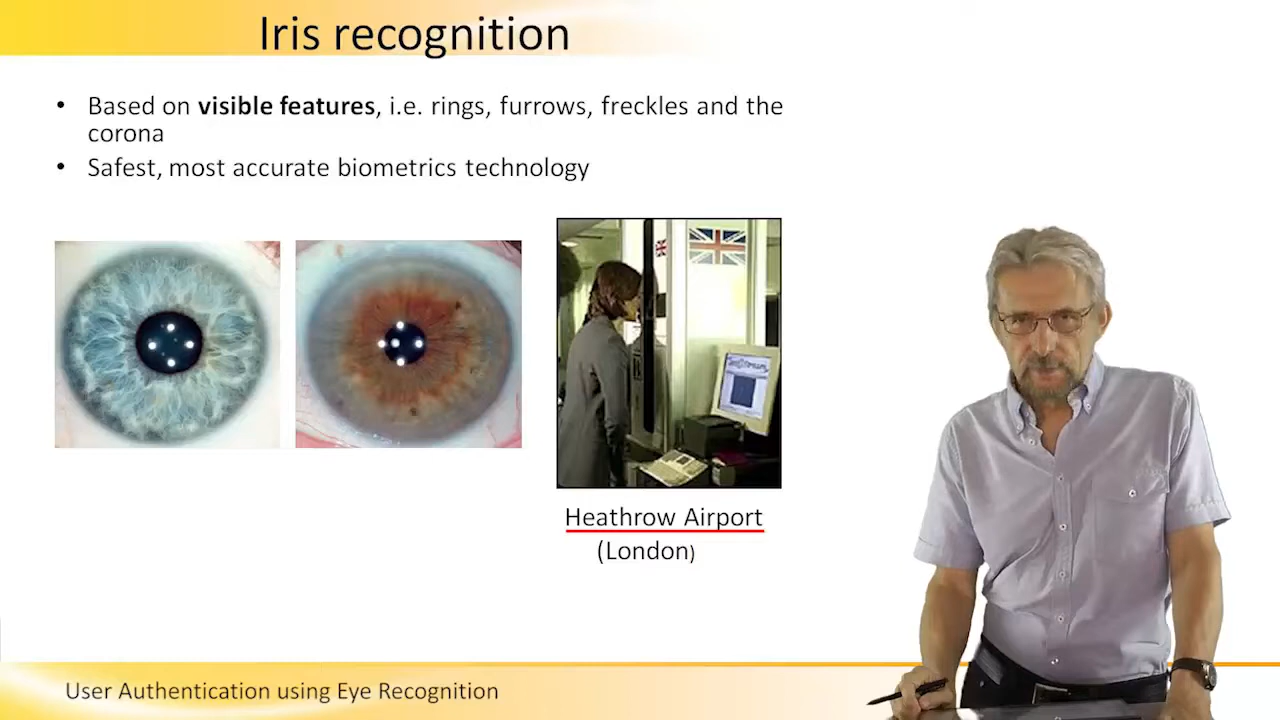 Iris recognition
• Based on visible features, i.e. rings, furrows, freckles and the
corona
• Safest, most accurate biometrics technology
Heathrow Airport
(London)
User Authentication using Eye Recognition